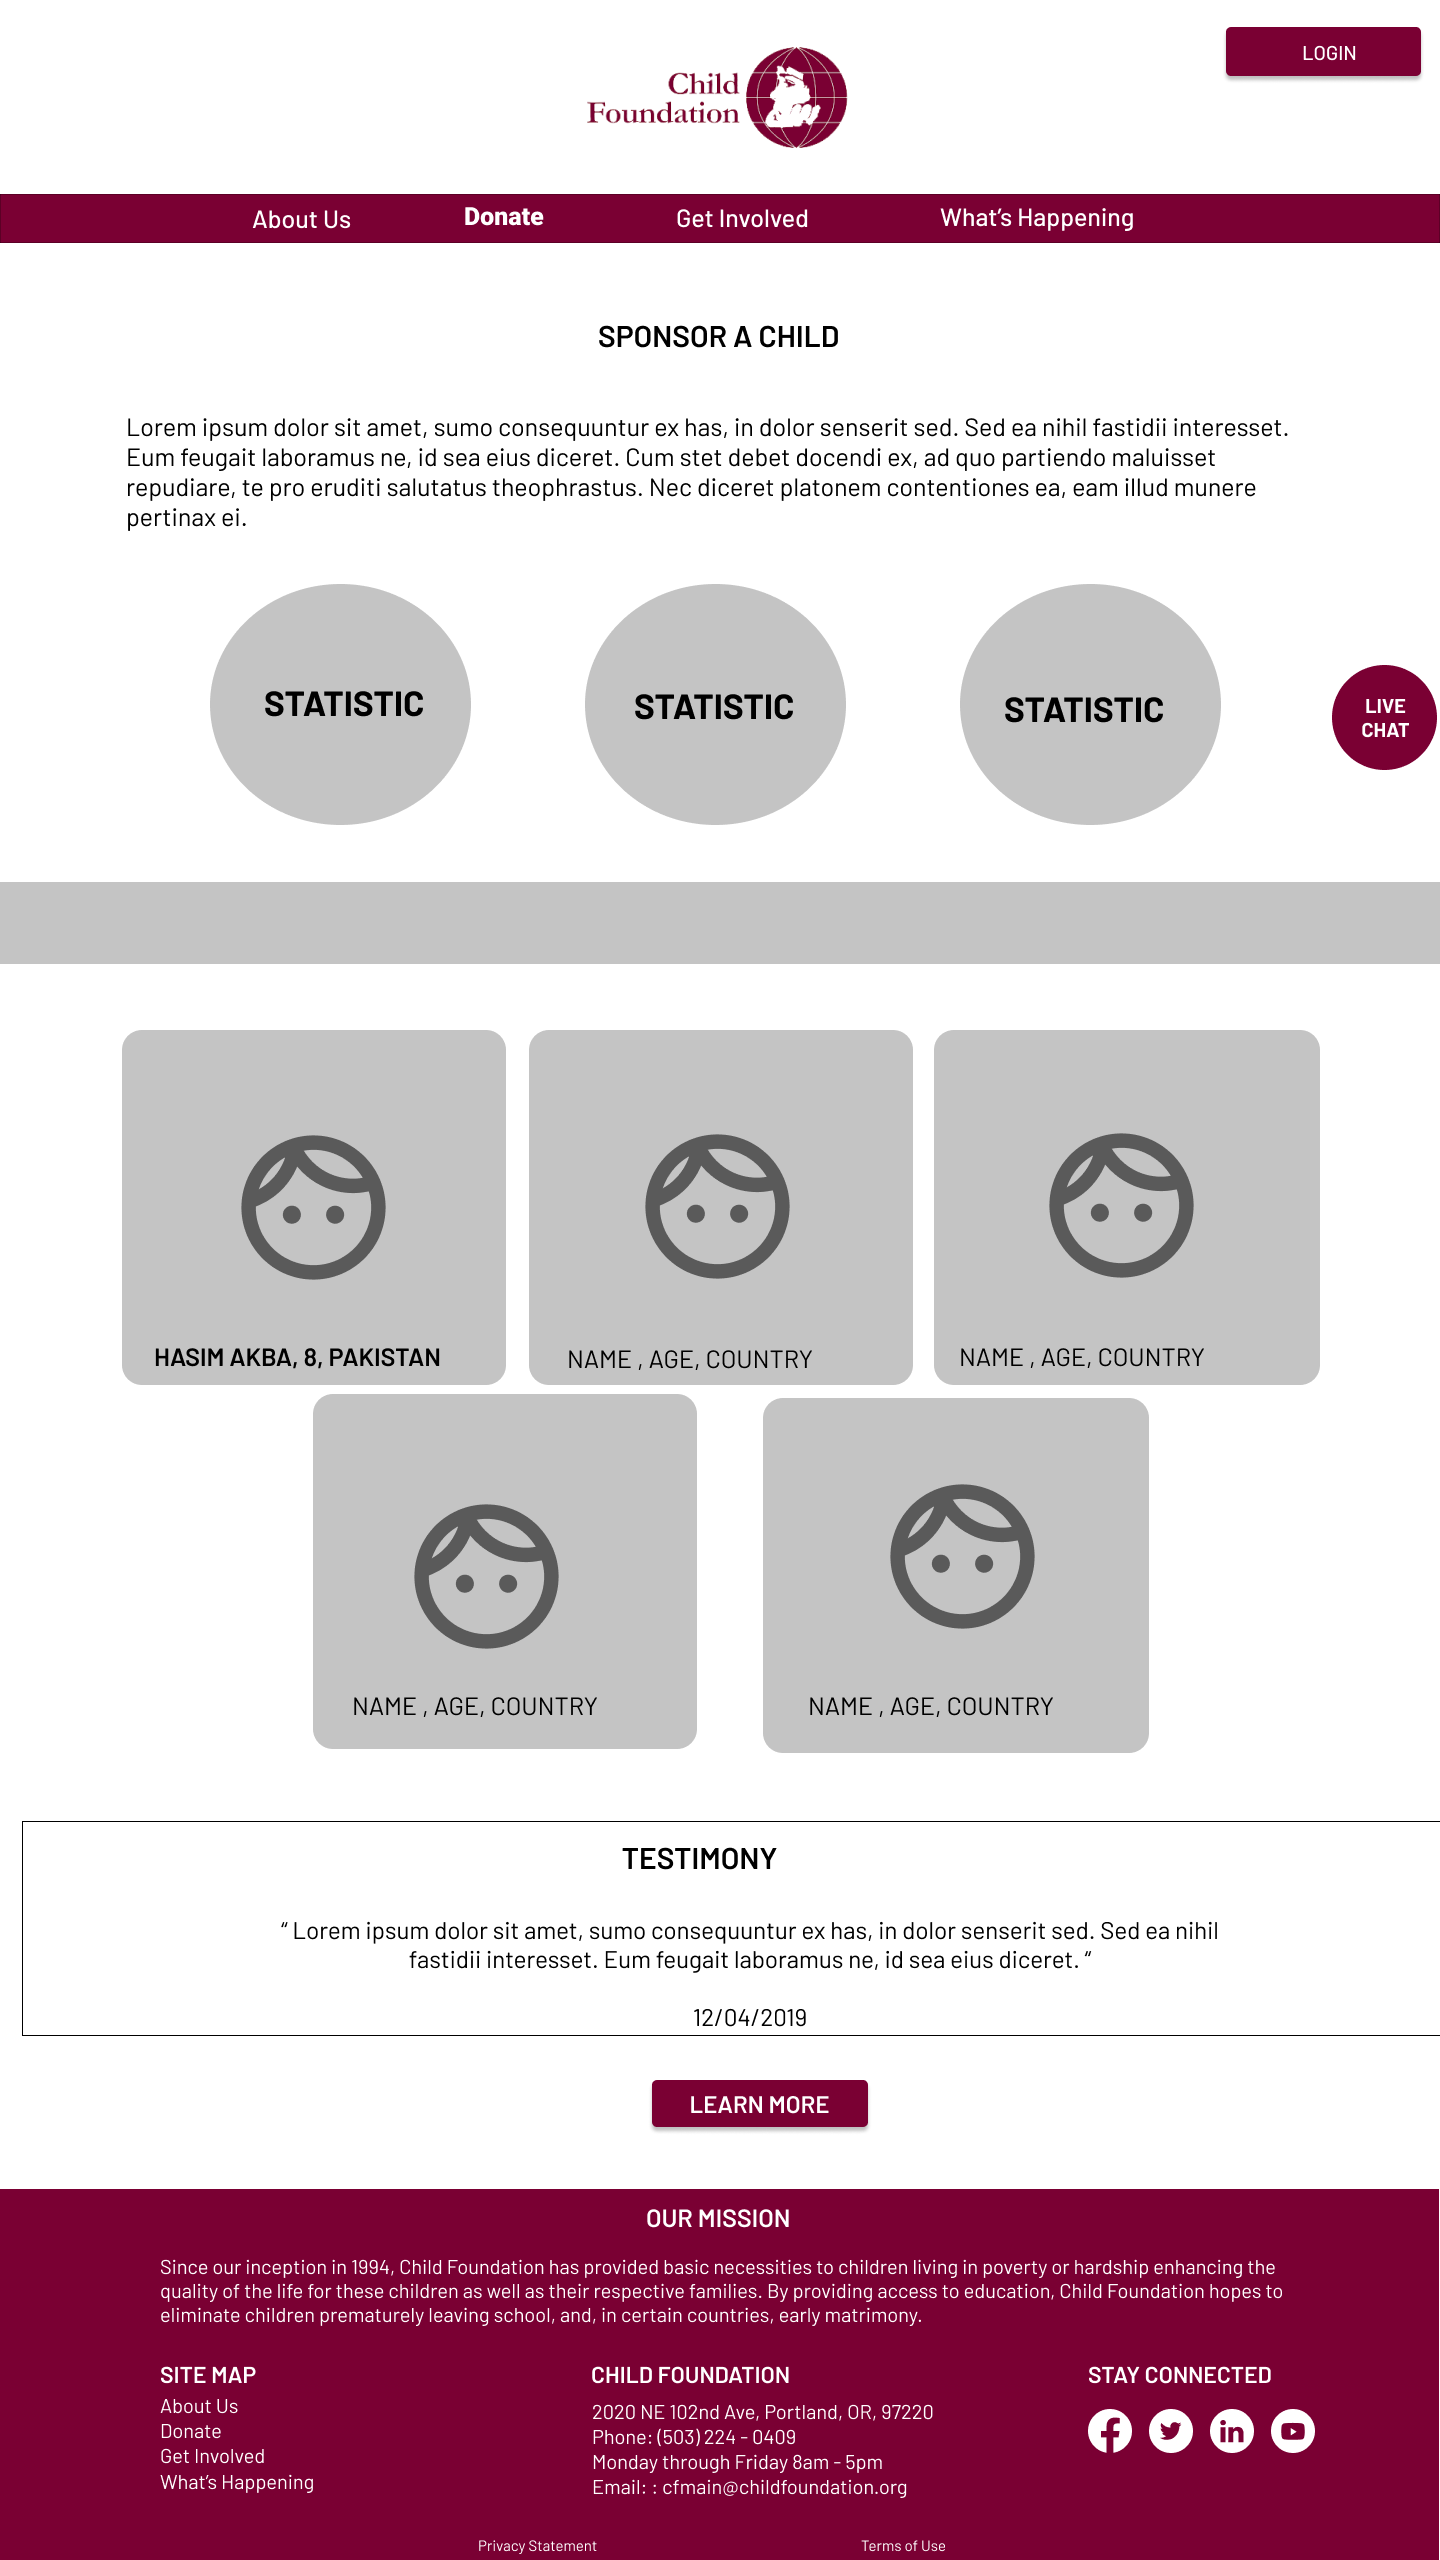 LOGIN
Child
Foundation
About Us
Donate
Get Involved
What’s Happening
SPONSOR A CHILD
Lorem ipsum dolor sit amet, sumo consequuntur ex has, in dolor senserit sed. Sed ea nihil fastidii interesset.
Eum feugait laboramus ne, id sea eius diceret. Cum stet debet docendi ex, ad quo partiendo maluisset
repudiare, te pro eruditi salutatus theophrastus. Nec diceret platonem contentiones ea, eam illud munere
pertinax ei.
STATISTIC
STATISTIC
STATISTIC
LIVE
CHAT
HASIM AKBA, 8, PAKISTAN
NAME , AGE, COUNTRY
NAME , AGE, COUNTRY
NAME , AGE, COUNTRY
NAME , AGE, COUNTRY
TESTIMONY
“ Lorem ipsum dolor sit amet, sumo consequuntur ex has, in dolor senserit sed. Sed ea nihil
fastidii interesset. Eum feugait laboramus ne, id sea eius diceret. “
12/04/2019
LEARN MORE
OUR MISSION
Since our inception in 1994, Child Foundation has provided basic necessities to children living in poverty or hardship enhancing the
quality of the life for these children as well as their respective families. By providing access to education, Child Foundation hopes to
eliminate children prematurely leaving school, and, in certain countries, early matrimony.
SITE MAP
About Us
Donate
Get Involved
What’s Happening
CHILD FOUNDATION
2020 NE 102nd Ave, Portland, OR, 97220
Phone: (503) 224 - 0409
Monday through Friday 8am - 5pm
Email: : cfmain@childfoundation.org
STAY CONNECTED
Privacy Statement
Terms of Use